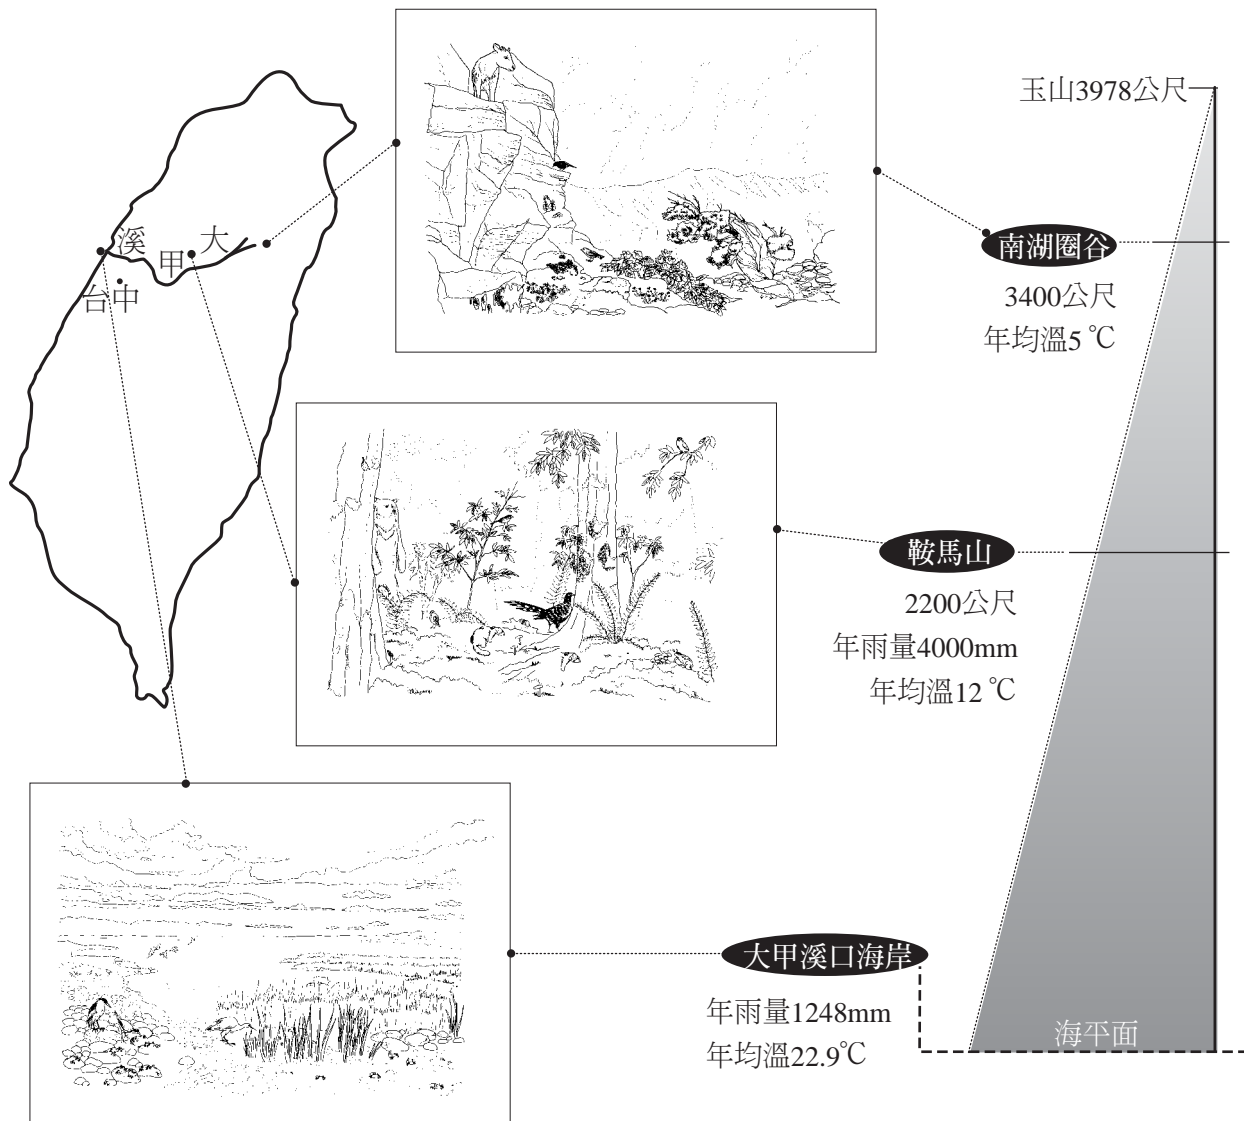 玉山3978公尺
大
甲
溪
台中
南湖圈谷
3400公尺
年均溫5 ℃
鞍馬山
2200公尺
年雨量4000mm
年均溫12 ℃
大甲溪口海岸
年雨量1248mm
年均溫22.9℃
海平面